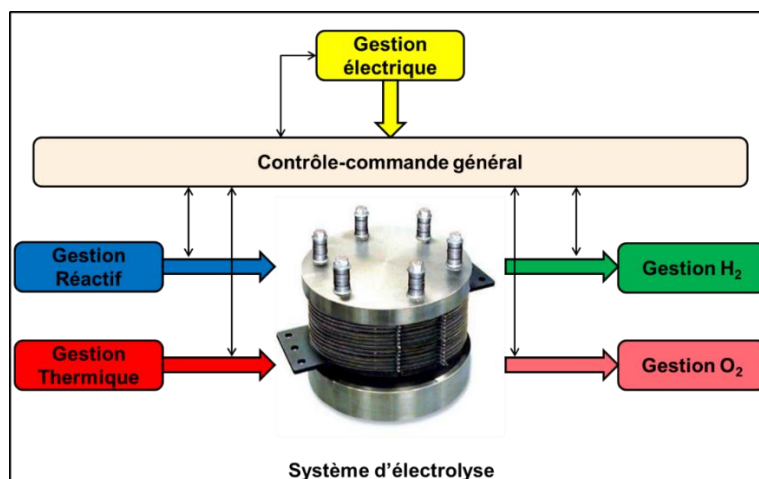 Gestion
électrique
Contrôle-commande général
Gestion
Réactif
Gestion H₂
Gestion
Thermique
Gestion O₂
Système d'électrolyse